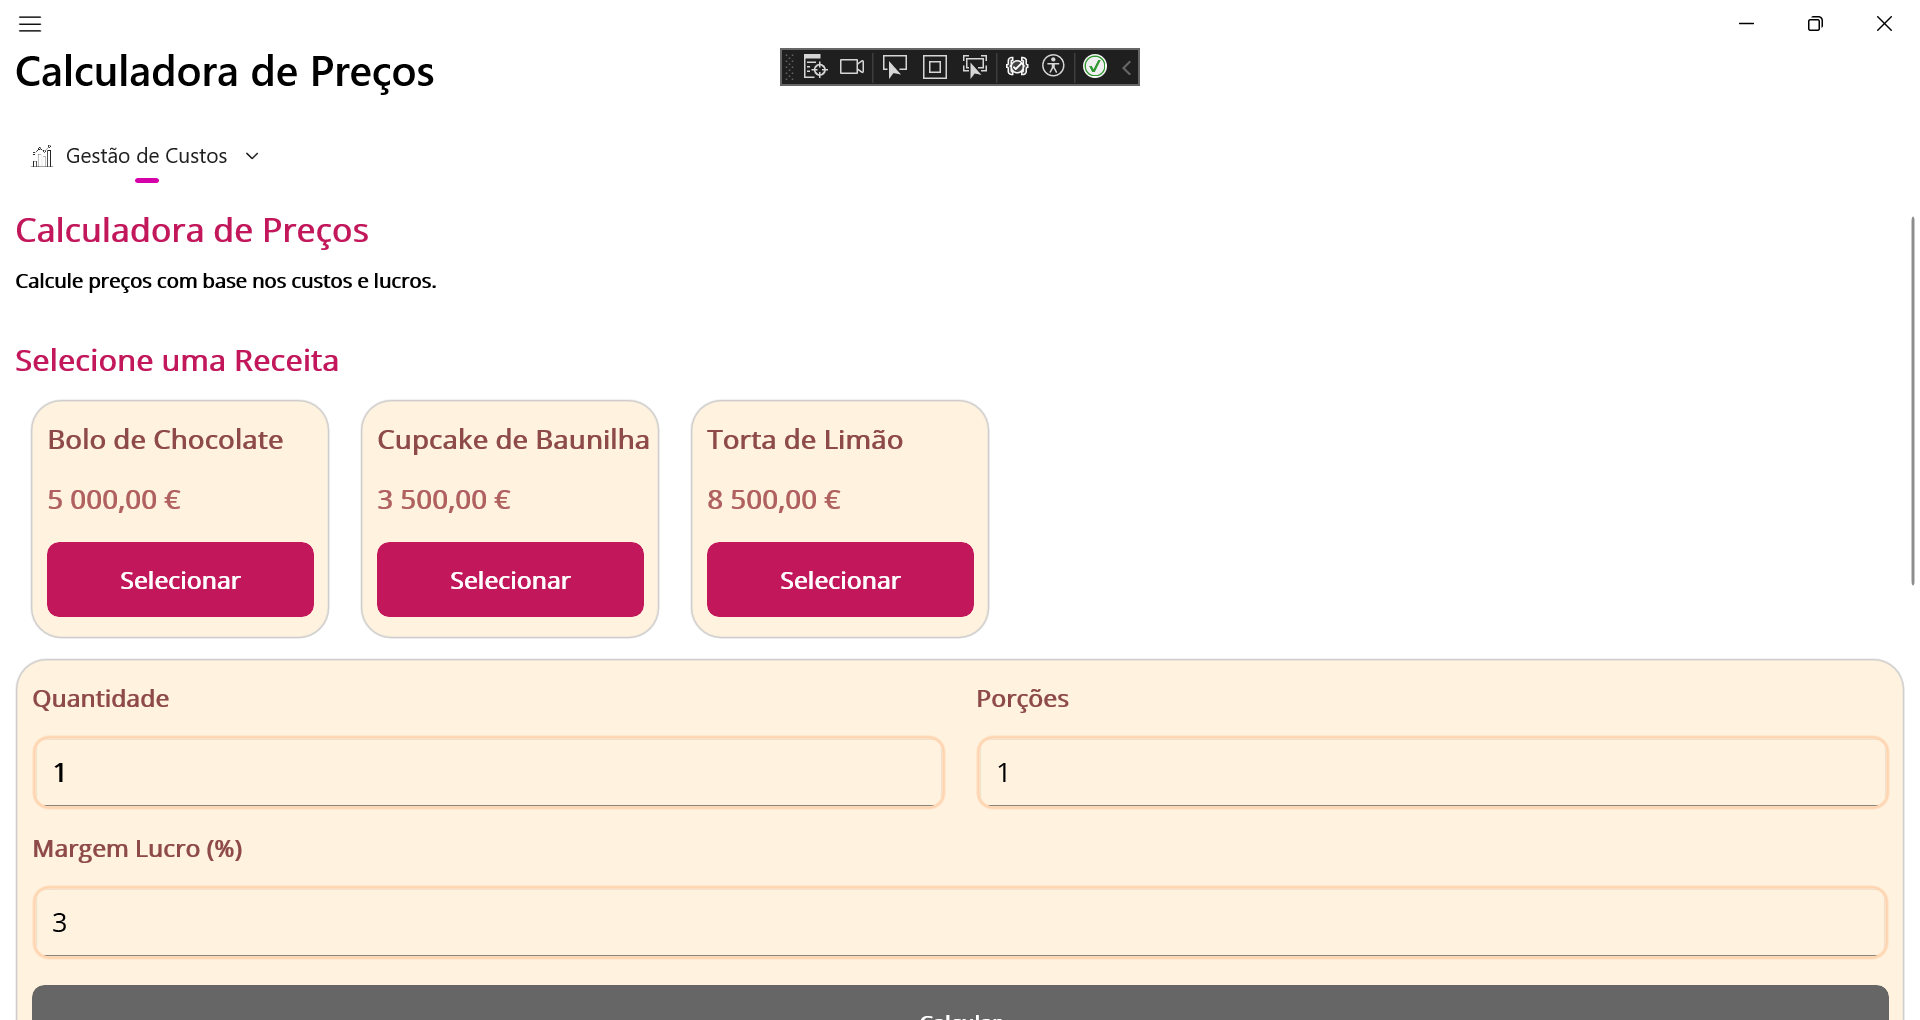 Calculadora de Preços
Gestão de Custos
Calculadora de Preços
Calcule preços com base nos custos e lucros.
Selecione uma Receita
Bolo de Chocolate
5 000,00 €
Selecionar
Cupcake de Baunilha
3 500,00 €
Selecionar
Torta de Limão
8 500,00 €
Selecionar
Quantidade
1
Porções
1
Margem Lucro (%)
3
Calcular